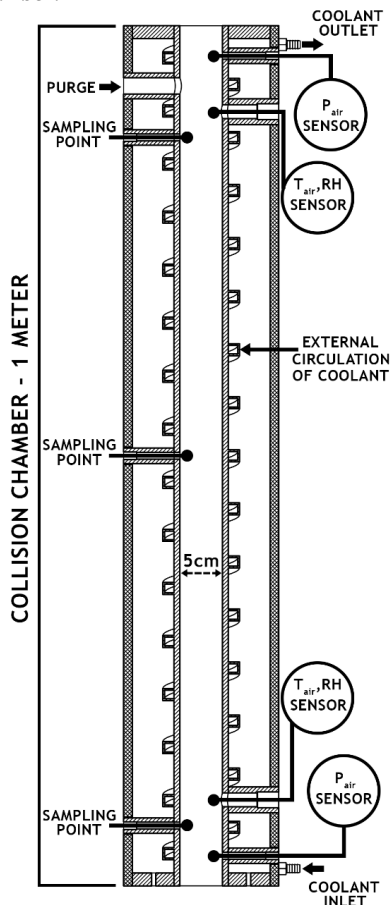 COOLANT
OUTLET
PURGE
P air
SENSOR
SAMPLING
POINT
T air, RH
SENSOR
EXTERNAL
CIRCULATION
OF COOLANT
COLLISION CHAMBER - 1 METER
SAMPLING
POINT
5cm
T air, RH
SENSOR
P air
SENSOR
SAMPLING
POINT
COOLANT
INLET